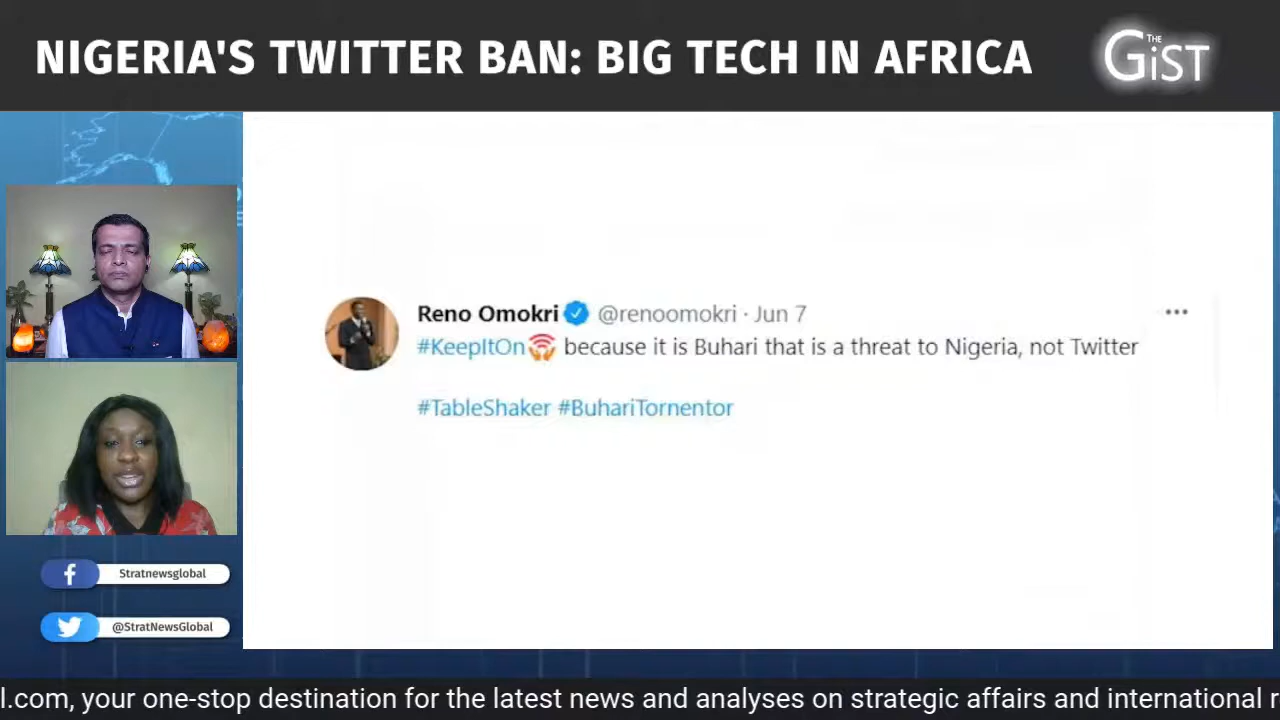 NIGERIA'S TWITTER BAN: BIG TECH IN AFRICA
THE GiST
Reno Omokri @renoomokri · Jun 7
#KeepItOn because it is Buhari that is a threat to Nigeria, not Twitter
#TableShaker #BuhariTornentor
Stratnewsglobal
@StratNewsGlobal
l.com, your one-stop destination for the latest news and analyses on strategic affairs and international r